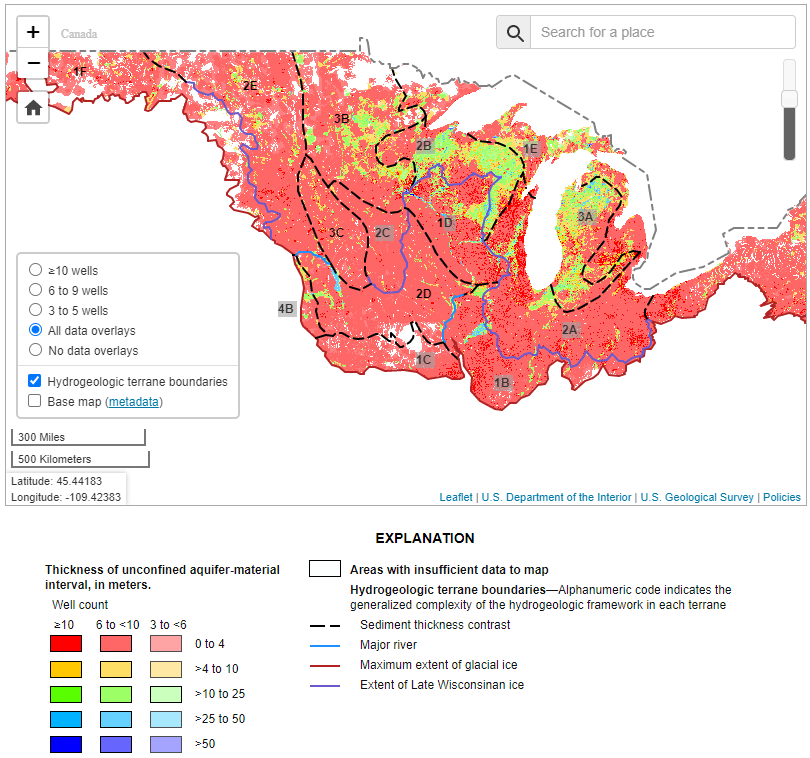 +
Canada
Search for a place
−
1F
2E
3B
2B
1E
3A
1D
3C
2C
2D
4B
2A
1C
1B
≥10 wells
6 to 9 wells
3 to 5 wells
All data overlays
No data overlays
Hydrogeologic terrane boundaries
Base map (metadata)
300 Miles
500 Kilometers
Latitude: 45.44183
Longitude: -109.42383
Leaflet | U.S. Department of the Interior | U.S. Geological Survey | Policies
EXPLANATION
Thickness of unconfined aquifer-material
interval, in meters.
Well count
≥10 6 to <10 3 to <6
0 to 4
>4 to 10
>10 to 25
>25 to 50
>50
Areas with insufficient data to map
Hydrogeologic terrane boundaries—Alphanumeric code indicates the
generalized complexity of the hydrogeologic framework in each terrane
Sediment thickness contrast
Major river
Maximum extent of glacial ice
Extent of Late Wisconsinan ice